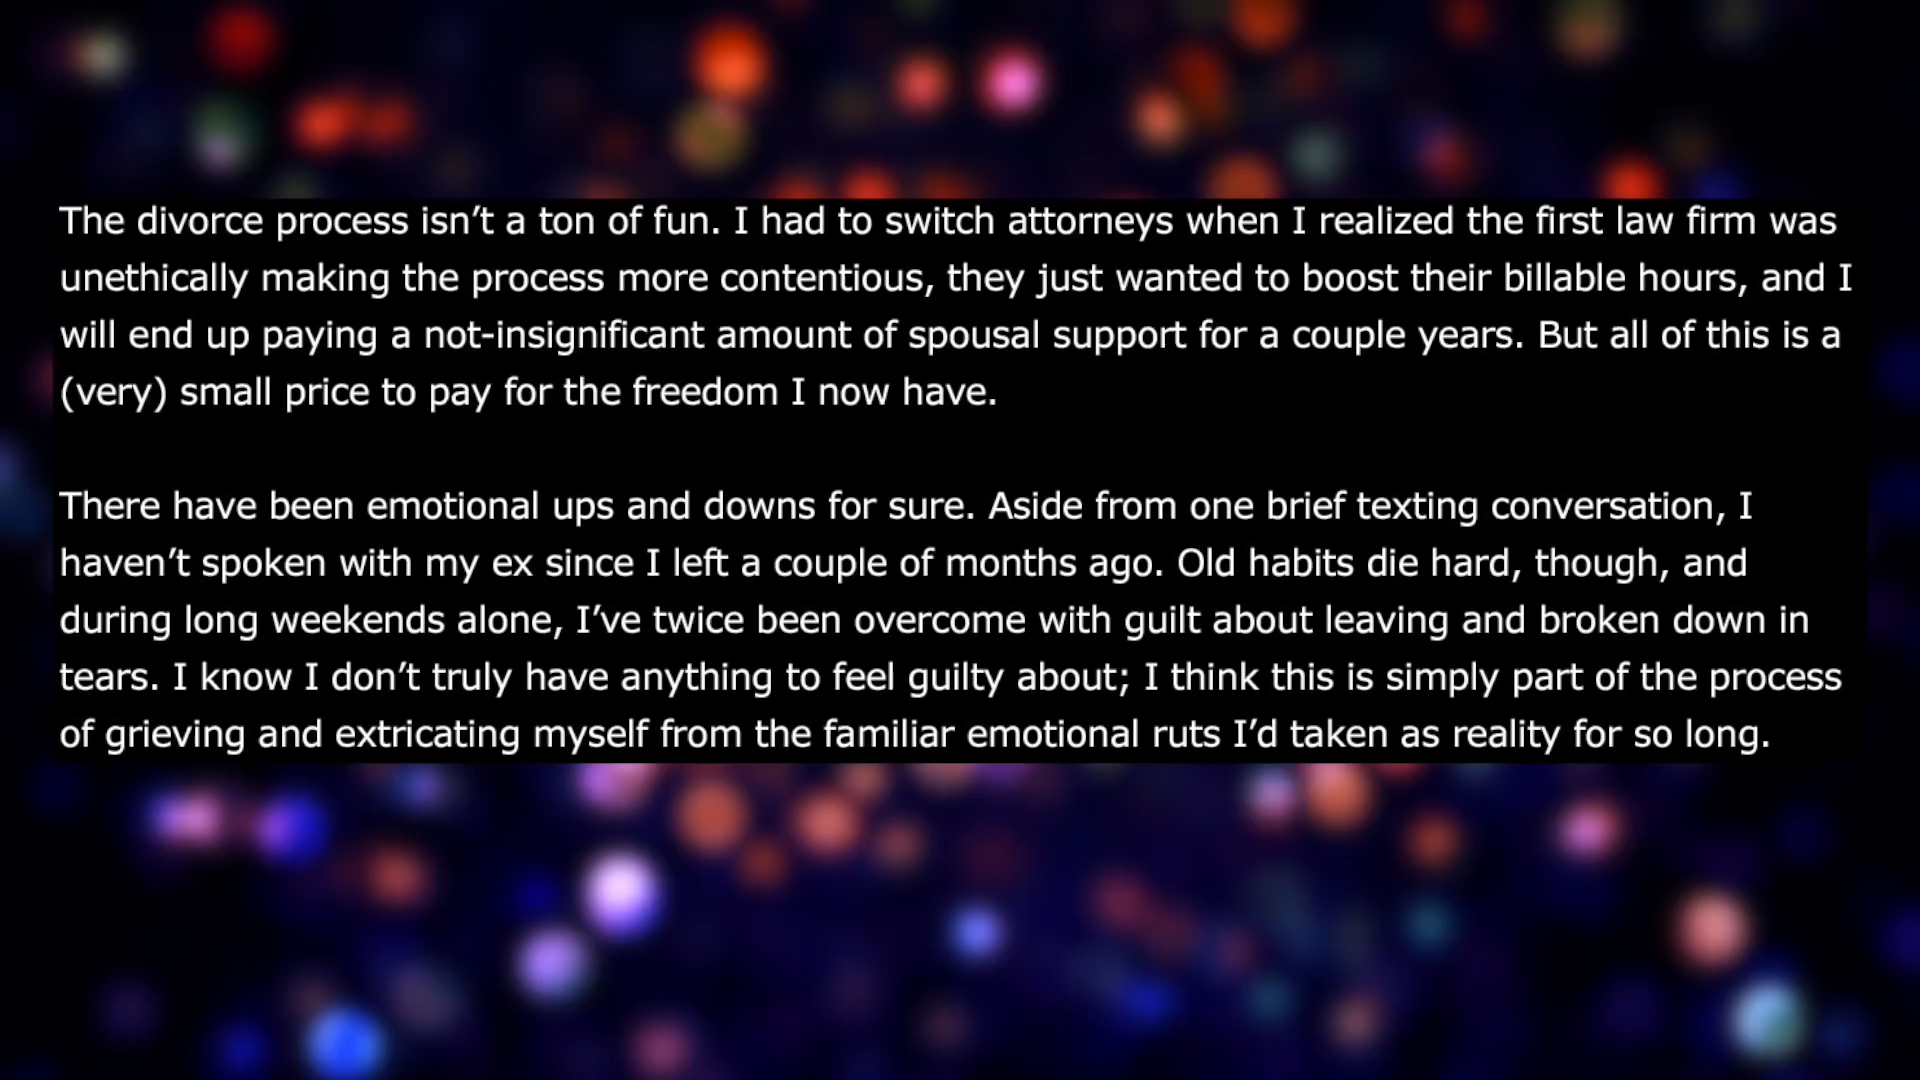 The divorce process isn’t a ton of fun. I had to switch attorneys when I realized the first law firm was
unethically making the process more contentious, they just wanted to boost their billable hours, and I
will end up paying a not-insignificant amount of spousal support for a couple years. But all of this is a
(very) small price to pay for the freedom I now have.
There have been emotional ups and downs for sure. Aside from one brief texting conversation, I
haven’t spoken with my ex since I left a couple of months ago. Old habits die hard, though, and
during long weekends alone, I’ve twice been overcome with guilt about leaving and broken down in
tears. I know I don’t truly have anything to feel guilty about; I think this is simply part of the process
of grieving and extricating myself from the familiar emotional ruts I’d taken as reality for so long.